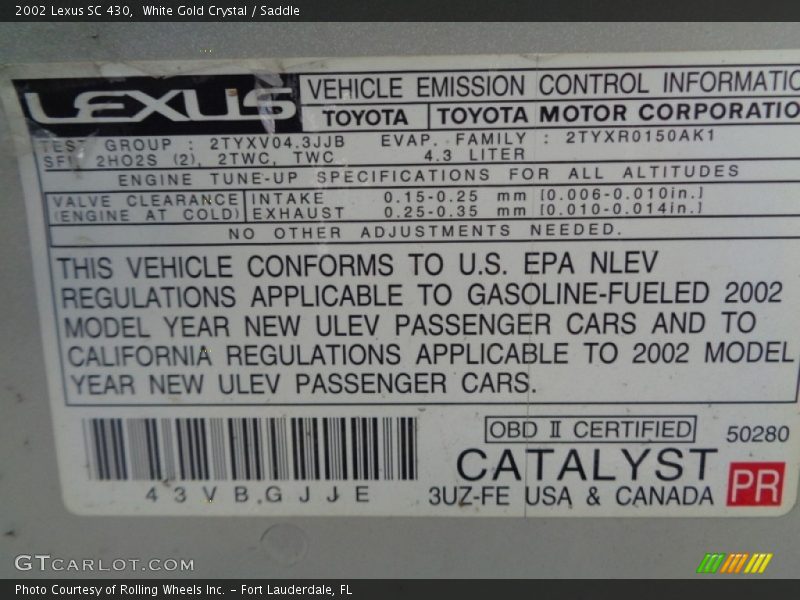 2002 Lexus SC 430, White Gold Crystal / Saddle
LEXUS
VEHICLE EMISSION CONTROL INFORMATIO
TOYOTA TOYOTA MOTOR CORPORATIO
TEST GROUP : 2TYXV04.3JJB EVAP. FAMILY : 2TYXR0150AK1
SFI, 2HO2S (2), 2TWC, TWC 4.3 LITER
ENGINE TUNE-UP SPECIFICATIONS FOR ALL ALTITUDES
VALVE CLEARANCE INTAKE 0.15-0.25 mm [0.006-0.010in.]
(ENGINE AT COLD) EXHAUST 0.25-0.35 mm [0.010-0.014in.]
NO OTHER ADJUSTMENTS NEEDED.
THIS VEHICLE CONFORMS TO U.S. EPA NLEV
REGULATIONS APPLICABLE TO GASOLINE-FUELED 2002
MODEL YEAR NEW ULEV PASSENGER CARS AND TO
CALIFORNIA REGULATIONS APPLICABLE TO 2002 MODEL
YEAR NEW ULEV PASSENGER CARS.
OBD II CERTIFIED 50280
CATALYST PR
43VBGJJE 3UZ-FE USA & CANADA
GTCARLOT.COM
Photo Courtesy of Rolling Wheels Inc. – Fort Lauderdale, FL